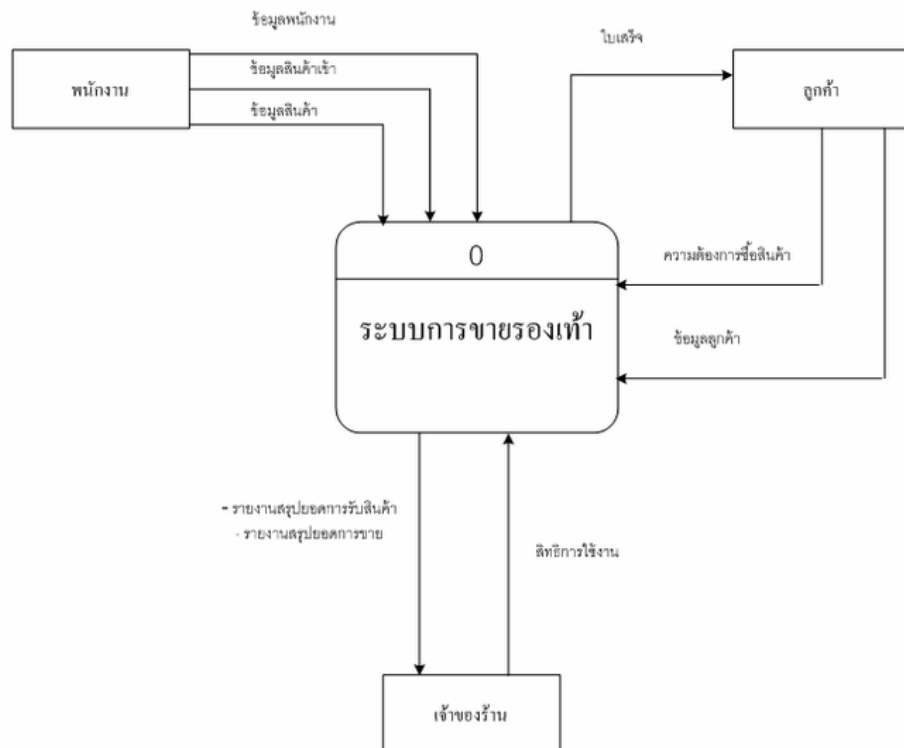 ข้อมูลพนักงาน
ใบเสร็จ
พนักงาน
ข้อมูลสินค้าเข้า
ลูกค้า
ข้อมูลสินค้า
0
ความต้องการซื้อสินค้า
ระบบการขายรองเท้า
ข้อมูลลูกค้า
- รายงานสรุปยอดการรับสินค้า
- รายงานสรุปยอดการขาย
สิทธิการใช้งาน
เจ้าของร้าน